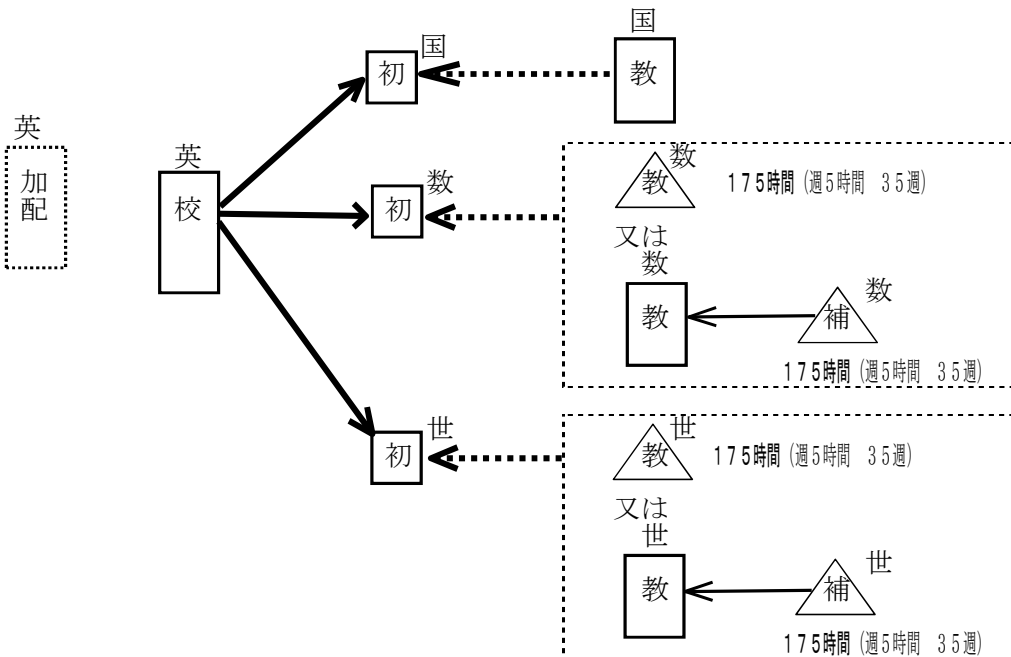 英
加
配
英
校
国
初
国
教
数
初
数
教
１７５時間（週５時間　３５週）
又は
数
教
数
補
１７５時間（週５時間　３５週）
世
初
世
教
１７５時間（週５時間　３５週）
又は
世
教
世
補
１７５時間（週５時間　３５週）